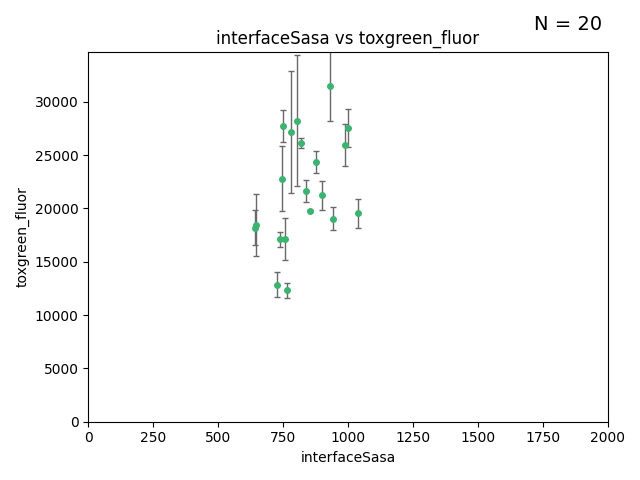 N = 20
interfaceSasa vs toxgreen_fluor
toxgreen_fluor
30000
25000
20000
15000
10000
5000
0
0 250 500 750 1000 1250 1500 1750 2000
interfaceSasa